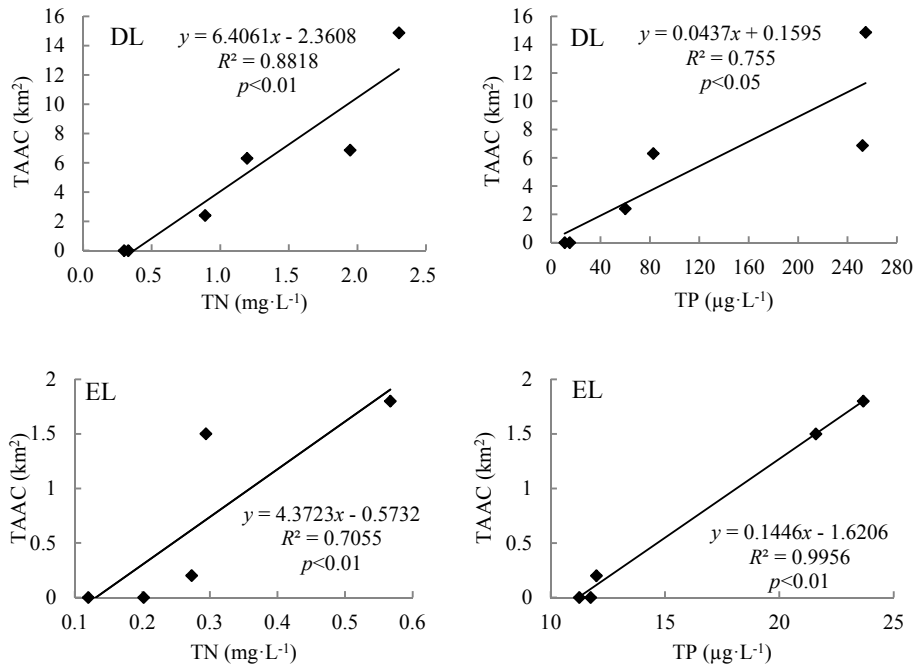 16
14
12
10
8
6
4
2
0
TAAC (km²)
DL
y = 6.4061x - 2.3608
R² = 0.8818
p<0.01
0.0 0.5 1.0 1.5 2.0 2.5
TN (mg·L⁻¹)
16
14
12
10
8
6
4
2
0
TAAC (km²)
DL
y = 0.0437x + 0.1595
R² = 0.755
p<0.05
0 40 80 120 160 200 240 280
TP (μg·L⁻¹)
2
1.5
1
0.5
0
TAAC (km²)
EL
y = 4.3723x - 0.5732
R² = 0.7055
p<0.01
0.1 0.2 0.3 0.4 0.5 0.6
TN (mg·L⁻¹)
2
1.5
1
0.5
0
TAAC (km²)
EL
y = 0.1446x - 1.6206
R² = 0.9956
p<0.01
10 15 20 25
TP (μg·L⁻¹)